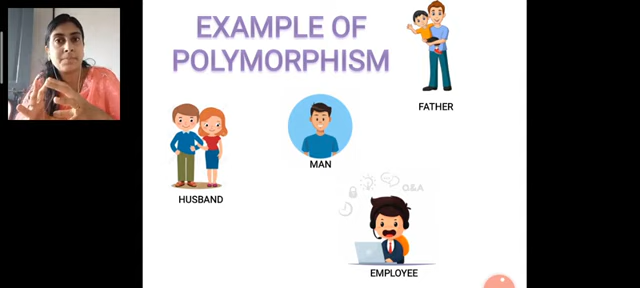 EXAMPLE OF
POLYMORPHISM
FATHER
MAN
HUSBAND
Q&A
EMPLOYEE